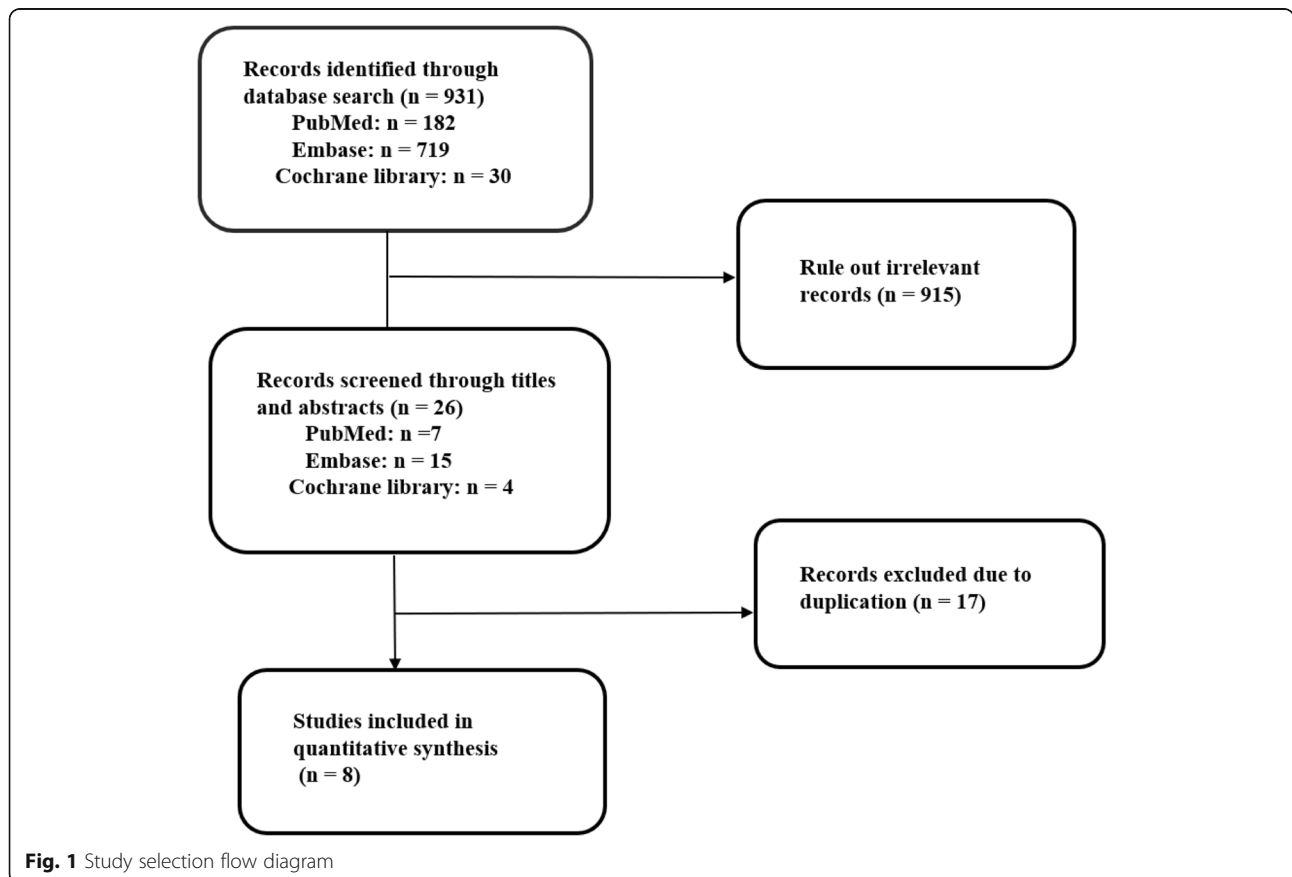 Records identified through
database search (n = 931)
PubMed: n = 182
Embase: n = 719
Cochrane library: n = 30
Rule out irrelevant
records (n = 915)
Records screened through titles
and abstracts (n = 26)
PubMed: n =7
Embase: n = 15
Cochrane library: n = 4
Records excluded due to
duplication (n = 17)
Studies included in
quantitative synthesis
(n = 8)
Fig. 1 Study selection flow diagram